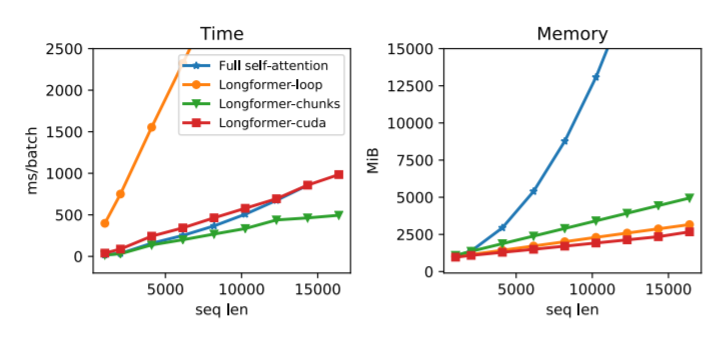 Time
2500
2000
1500
1000
500
0
ms/batch
5000
10000
15000
seq len
Full self-attention
Longformer-loop
Longformer-chunks
Longformer-cuda
Memory
15000
12500
10000
7500
5000
2500
0
MiB
5000
10000
15000
seq len